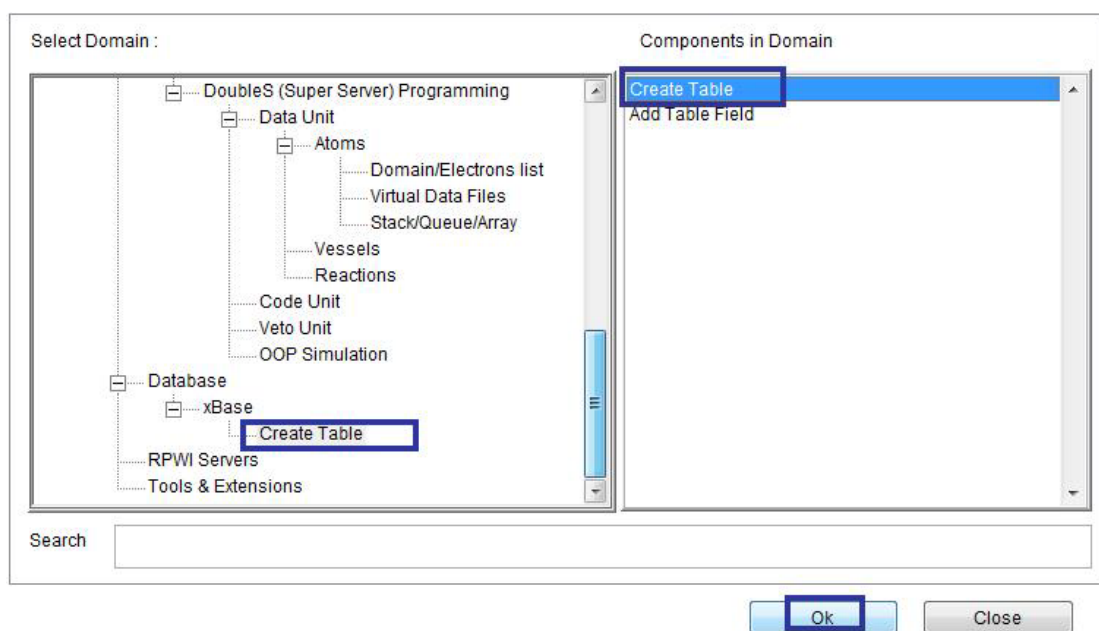 Select Domain :
Components in Domain
DoubleS (Super Server) Programming
Data Unit
Atoms
Domain/Electrons list
Virtual Data Files
Stack/Queue/Array
Vessels
Reactions
Code Unit
Veto Unit
OOP Simulation
Database
xBase
Create Table
RPWI Servers
Tools & Extensions
Create Table
Add Table Field
Search
Ok
Close